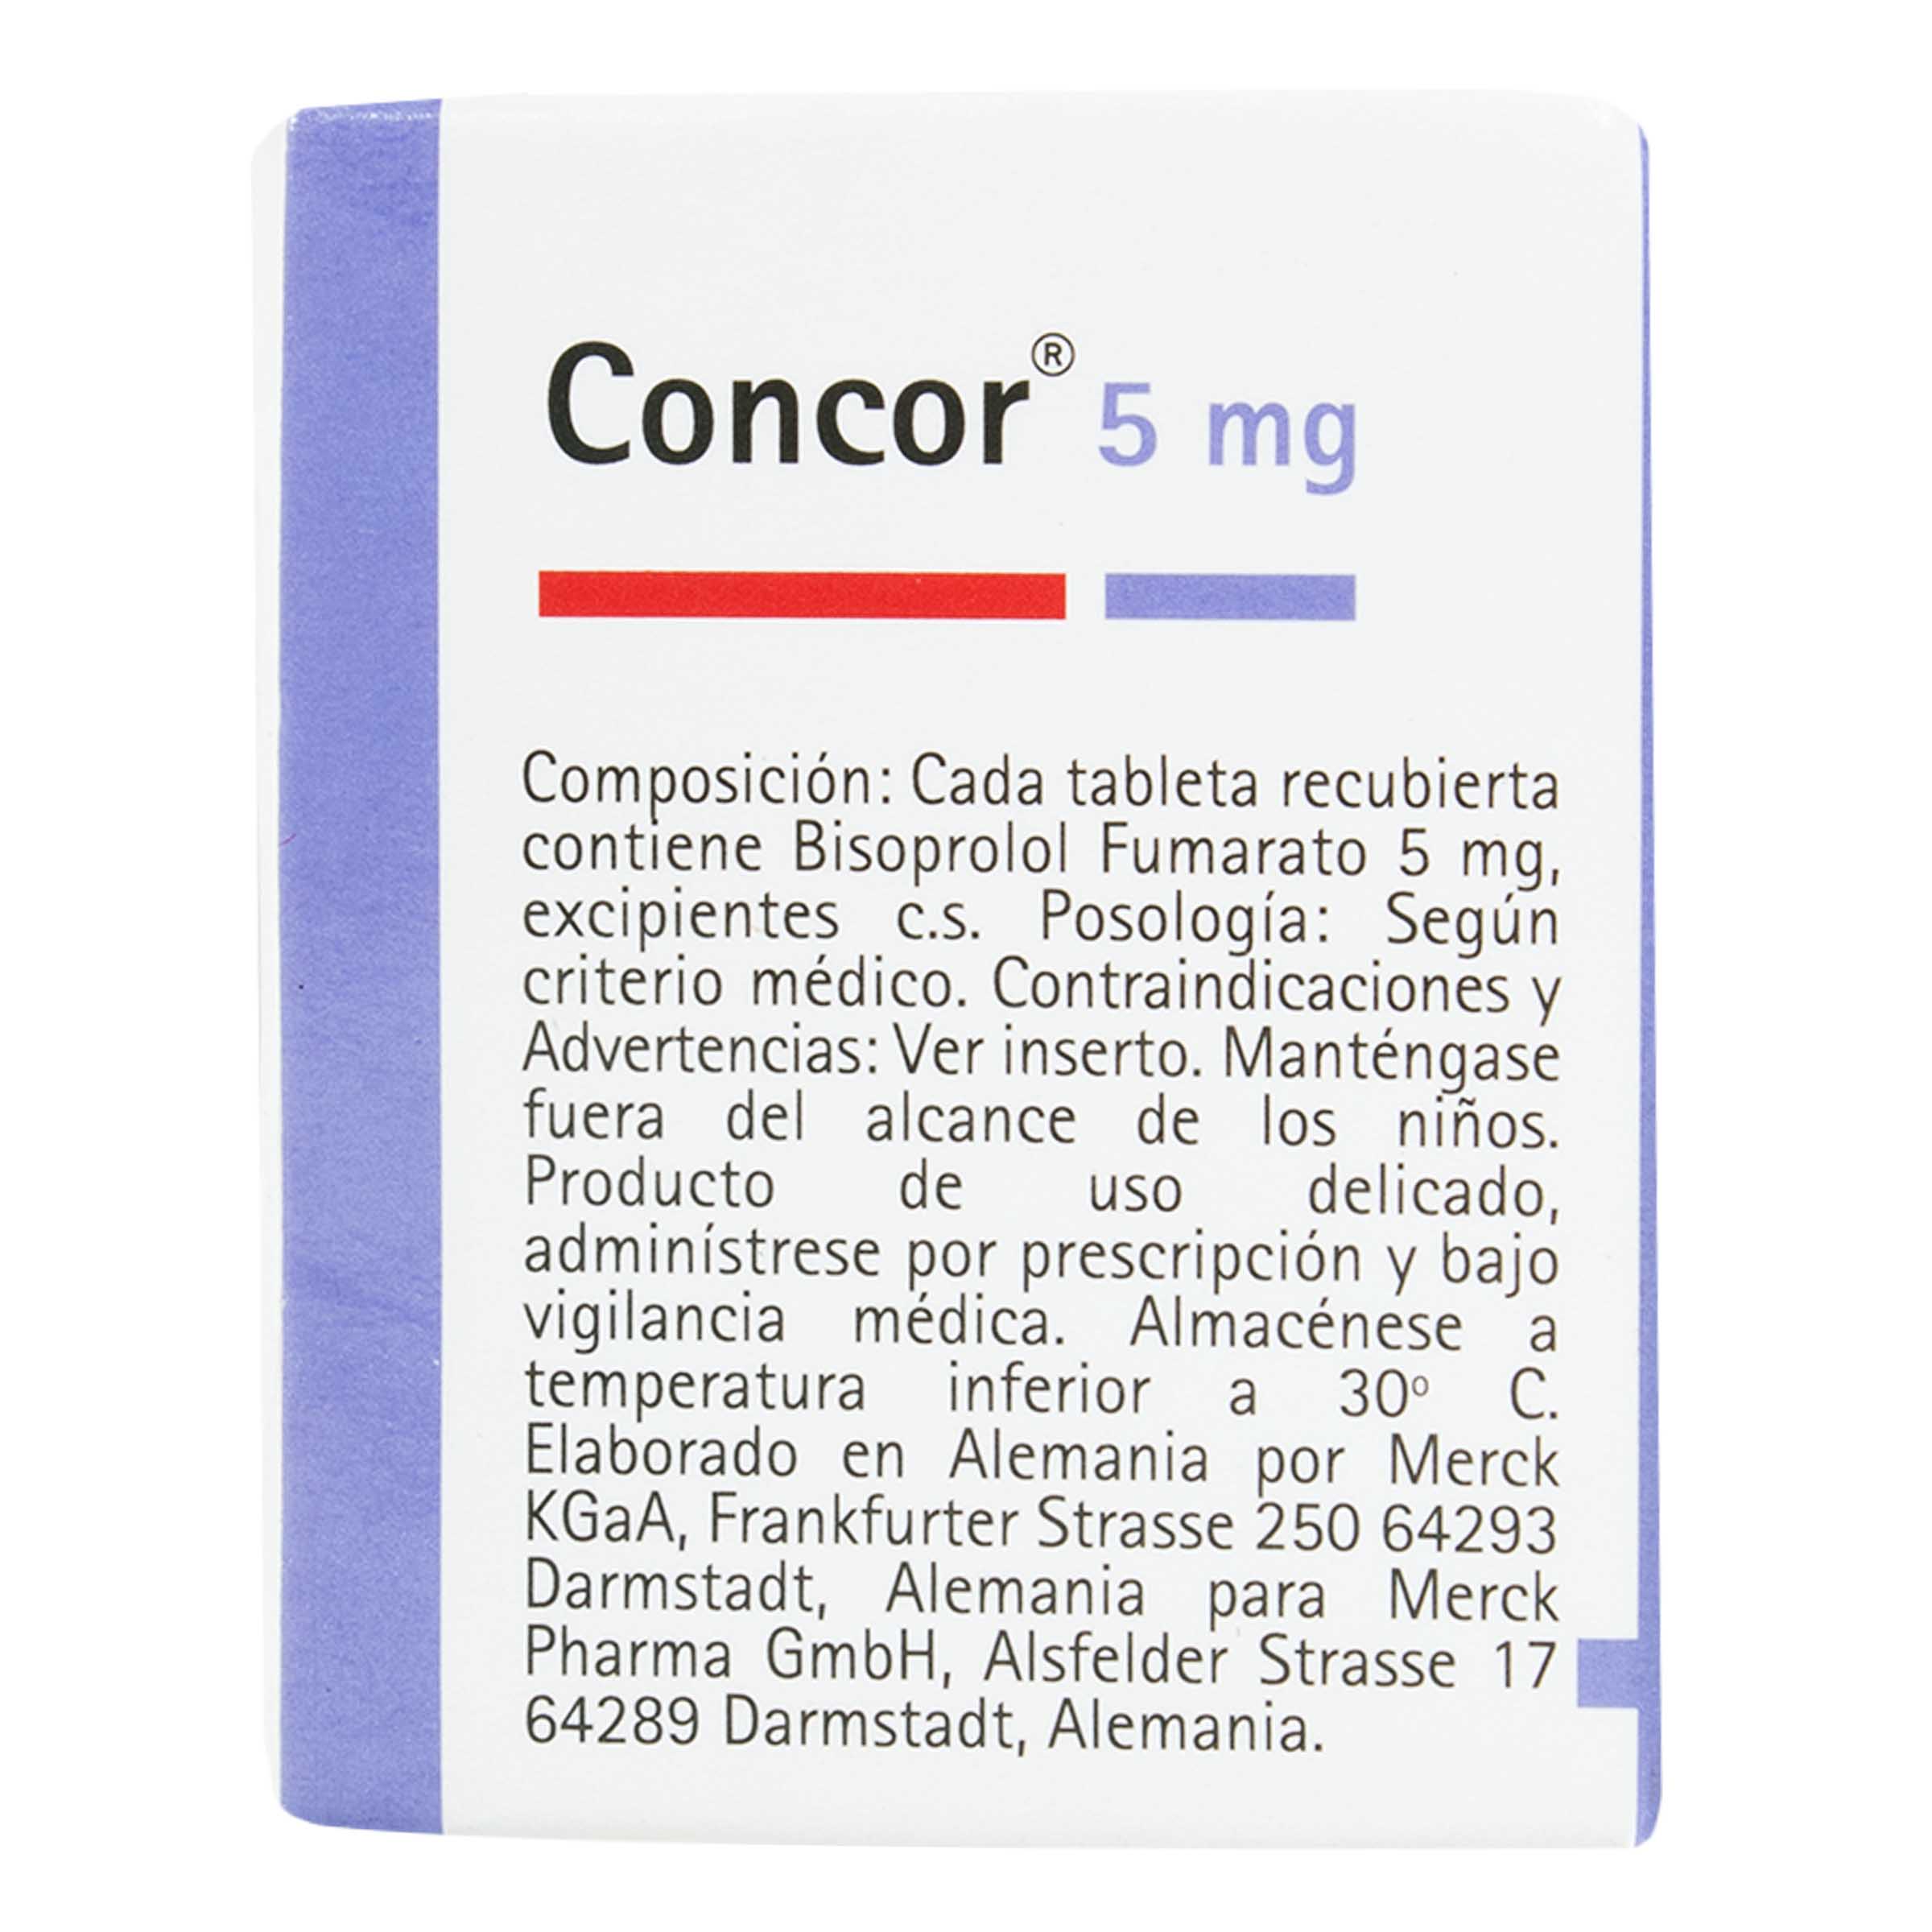 Concor® 5 mg
Composición: Cada tableta recubierta
contiene Bisoprolol Fumarato 5 mg,
excipientes c.s. Posología: Según
criterio médico. Contraindicaciones y
Advertencias: Ver inserto. Manténgase
fuera del alcance de los niños.
Producto de uso delicado,
adminístrese por prescripción y bajo
vigilancia médica. Almacénese a
temperatura inferior a 30º C.
Elaborado en Alemania por Merck
KGaA, Frankfurter Strasse 250 64293
Darmstadt, Alemania para Merck
Pharma GmbH, Alsfelder Strasse 17
64289 Darmstadt, Alemania.